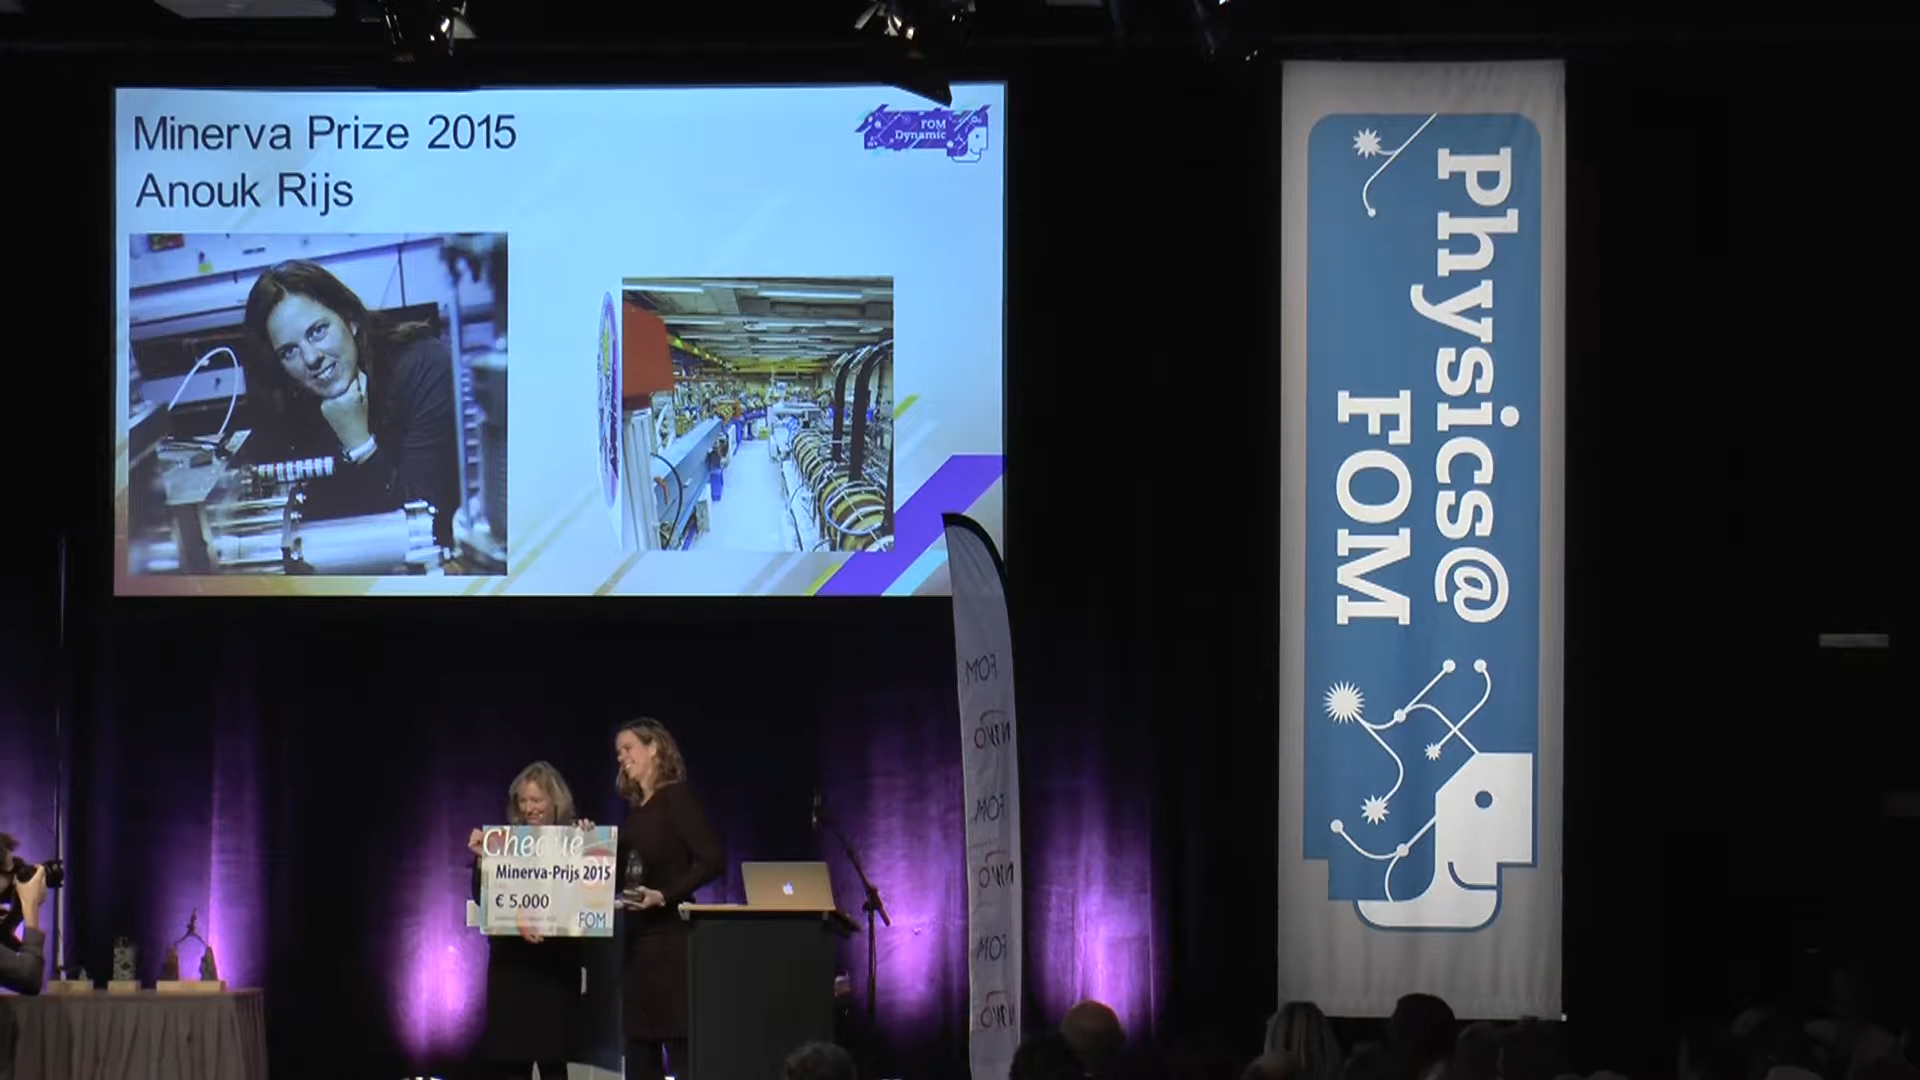 Minerva Prize 2015
Anouk Rijs
FOM
Dynamic
Physics@
FOM
Cheque
Minerva-Prijs 2015
€ 5.000
FOM
FOM
NWO
FOM
NWO
FOM
NWO